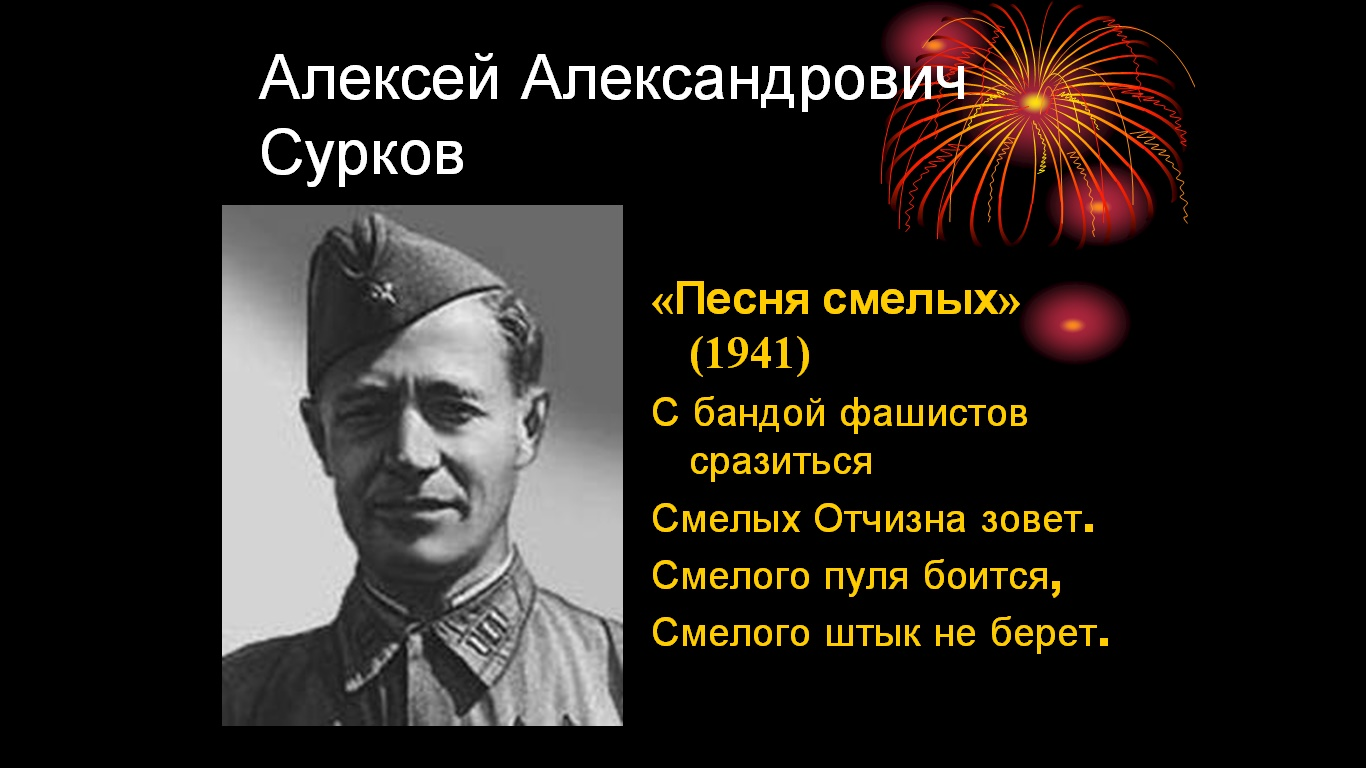 Алексей Александрович
Сурков
«Песня смелых»
(1941)
С бандой фашистов
сразиться
Смелых Отчизна зовет.
Смелого пуля боится,
Смелого штык не берет.